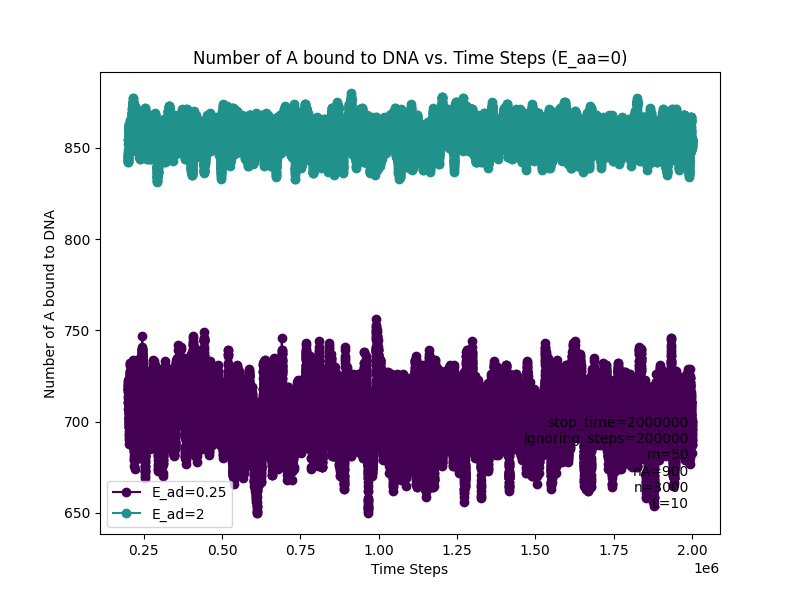 Number of A bound to DNA vs. Time Steps (E_aa=0)
Number of A bound to DNA
850
800
750
700
650
stop_time=2000000
ignoring_steps=200000
m=50
nA=900
n=3000
L=10
E_ad=0.25
E_ad=2
0.25
0.50
0.75
1.00
1.25
1.50
1.75
2.00
1e6
Time Steps